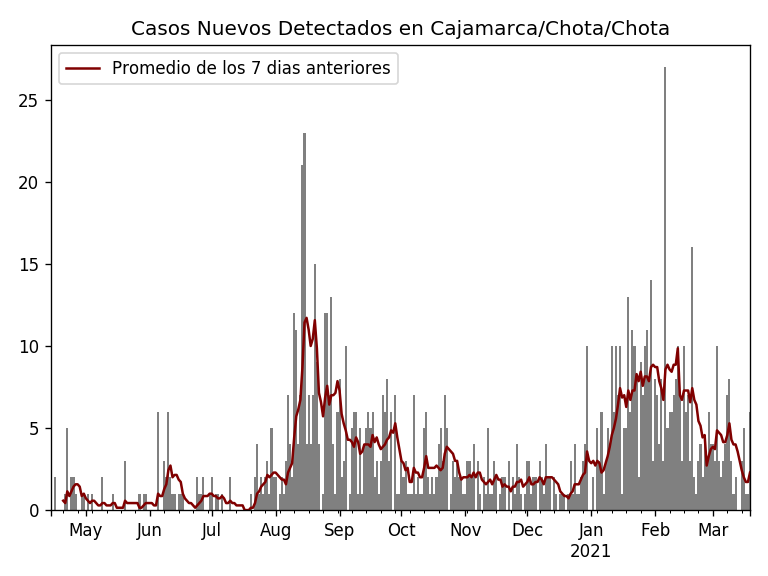 Casos Nuevos Detectados en Cajamarca/Chota/Chota
Promedio de los 7 dias anteriores
25
20
15
10
5
0
May Jun Jul Aug Sep Oct Nov Dec Jan Feb Mar
2021